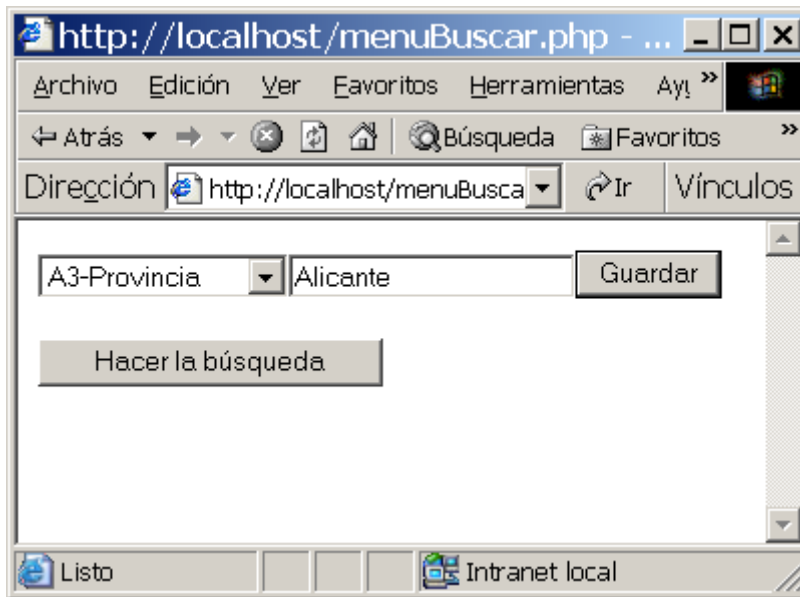 http://localhost/menuBuscar.php - ...
Archivo Edición Ver Favoritos Herramientas Ayu »
Atrás Búsqueda Favoritos »
Dirección http://localhost/menuBusca Ir Vínculos
A3-Provincia Alicante Guardar
Hacer la búsqueda
Listo Intranet local